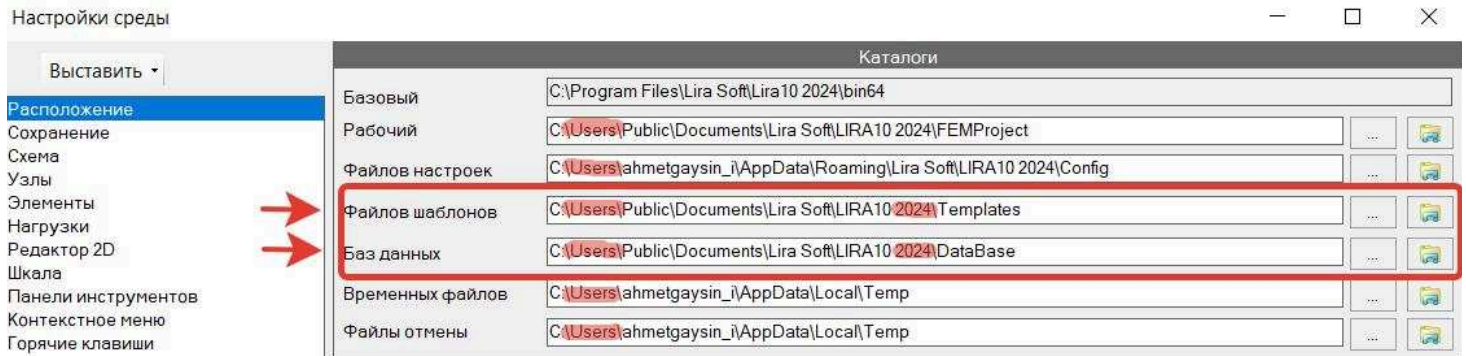 Настройки среды
Выставить
Каталоги
Расположение
Сохранение
Схема
Узлы
Элементы
Нагрузки
Редактор 2D
Шкала
Панели инструментов
Контекстное меню
Горячие клавиши
Базовый C:\Program Files\Lira Soft\Lira10 2024\bin64
Рабочий C:\Users\Public\Documents\Lira Soft\LIRA10 2024\FEMProject ...
Файлов настроек C:\Users\ahmetgaysin_i\AppData\Roaming\Lira Soft\LIRA10 2024\Config ...
Файлов шаблонов C:\Users\Public\Documents\Lira Soft\LIRA10 2024\Templates ...
Баз данных C:\Users\Public\Documents\Lira Soft\LIRA10 2024\DataBase ...
Временных файлов C:\Users\ahmetgaysin_i\AppData\Local\Temp ...
Файлы отмены C:\Users\ahmetgaysin_i\AppData\Local\Temp ...